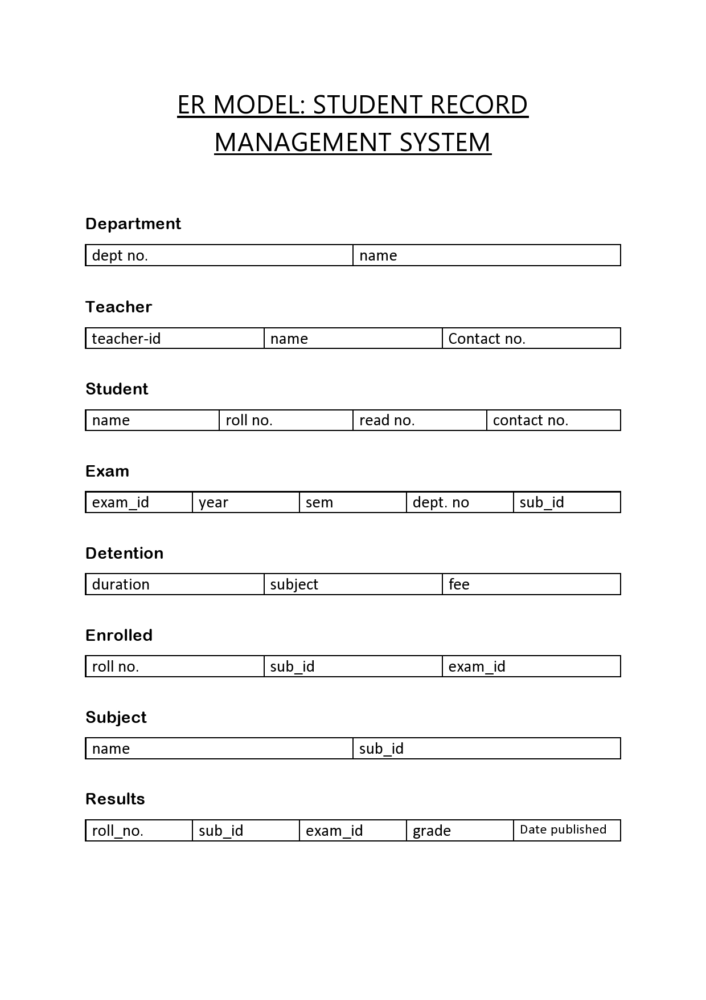 ER MODEL: STUDENT RECORD
MANAGEMENT SYSTEM
Department
dept no. name
Teacher
teacher-id name Contact no.
Student
name roll no. read no. contact no.
Exam
exam_id year sem dept. no sub_id
Detention
duration subject fee
Enrolled
roll no. sub_id exam_id
Subject
name sub_id
Results
roll_no. sub_id exam_id grade Date published